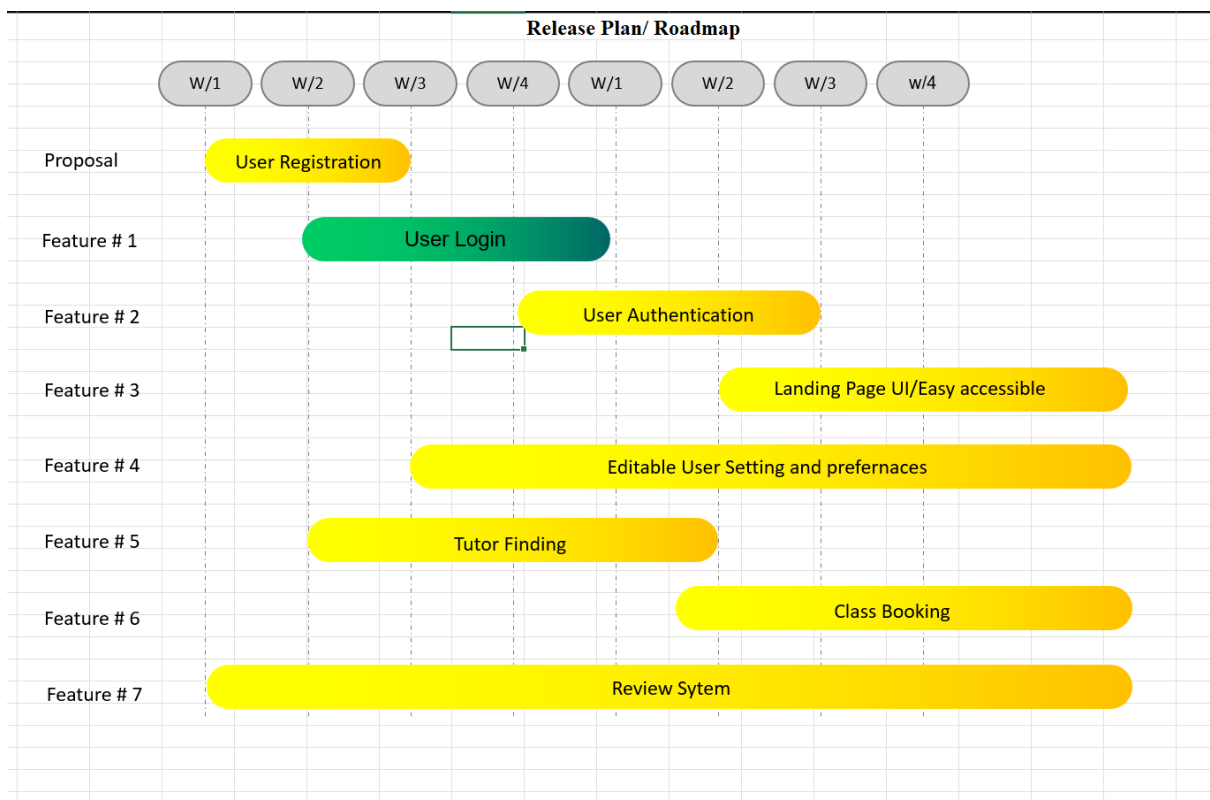 Release Plan/ Roadmap
W/1 W/2 W/3 W/4 W/1 W/2 W/3 w/4
Proposal User Registration
Feature # 1 User Login
Feature # 2 User Authentication
Feature # 3 Landing Page UI/Easy accessible
Feature # 4 Editable User Setting and prefernaces
Feature # 5 Tutor Finding
Feature # 6 Class Booking
Feature # 7 Review Sytem